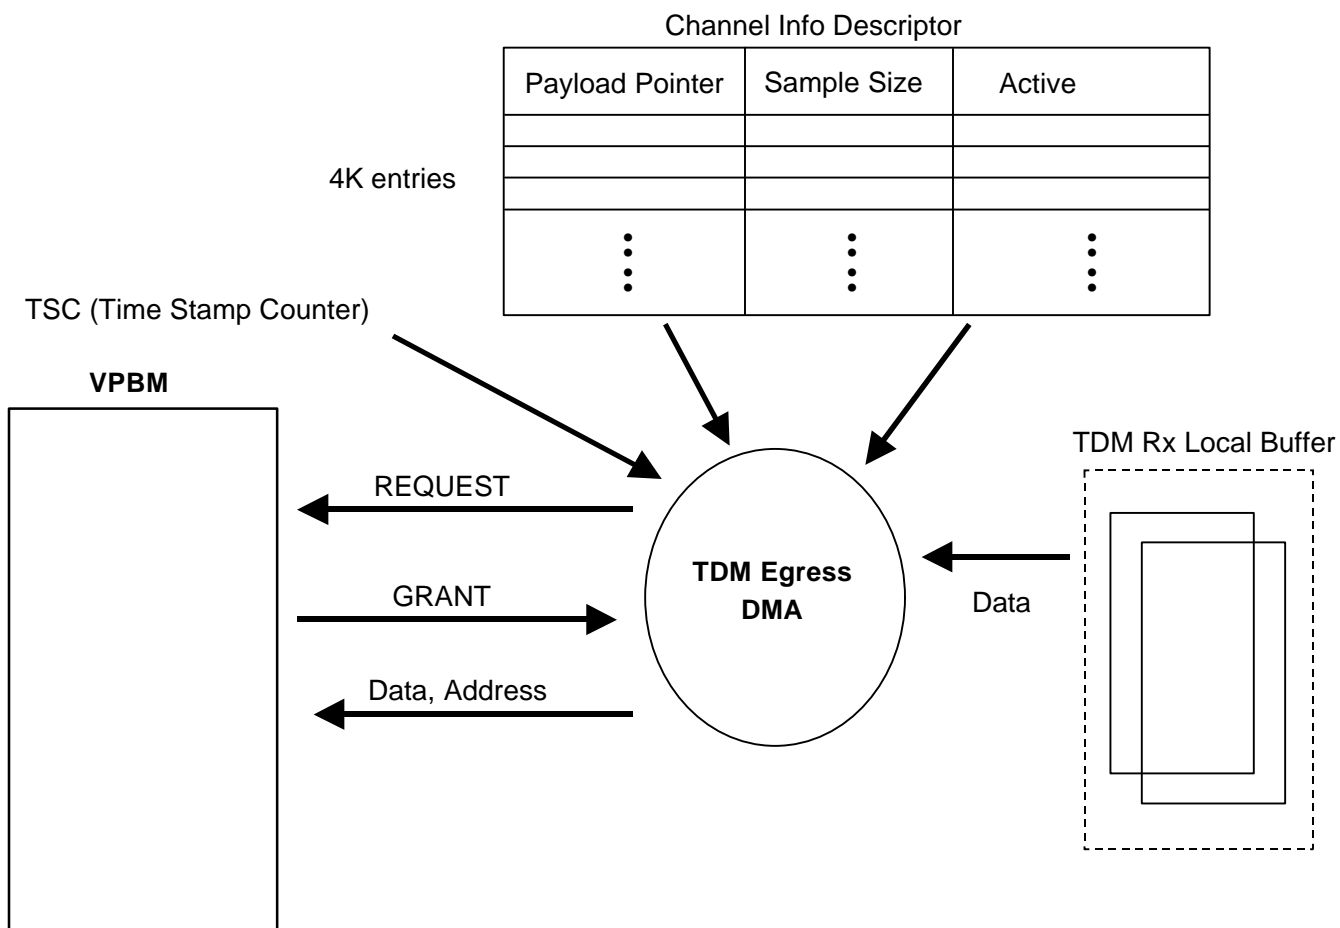 Channel Info Descriptor
Payload Pointer
Sample Size
Active
4K entries
TSC (Time Stamp Counter)
VPBM
TDM Rx Local Buffer
REQUEST
TDM Egress
DMA
GRANT
Data
Data, Address